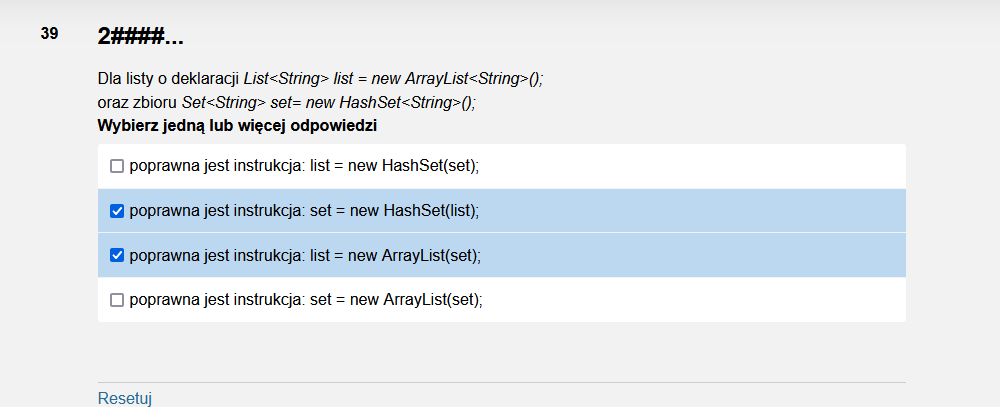 39
2####...
Dla listy o deklaracji List<String> list = new ArrayList<String>();
oraz zbioru Set<String> set= new HashSet<String>();
Wybierz jedną lub więcej odpowiedzi
poprawna jest instrukcja: list = new HashSet(set);
poprawna jest instrukcja: set = new HashSet(list);
poprawna jest instrukcja: list = new ArrayList(set);
poprawna jest instrukcja: set = new ArrayList(set);
Resetuj